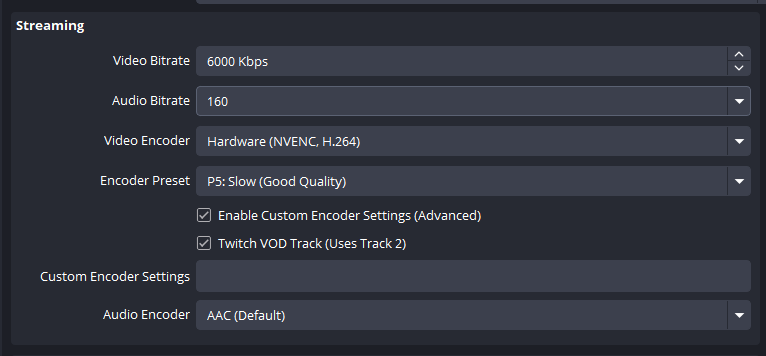 Streaming
Video Bitrate 6000 Kbps
Audio Bitrate 160
Video Encoder Hardware (NVENC, H.264)
Encoder Preset P5: Slow (Good Quality)
Enable Custom Encoder Settings (Advanced)
Twitch VOD Track (Uses Track 2)
Custom Encoder Settings
Audio Encoder AAC (Default)